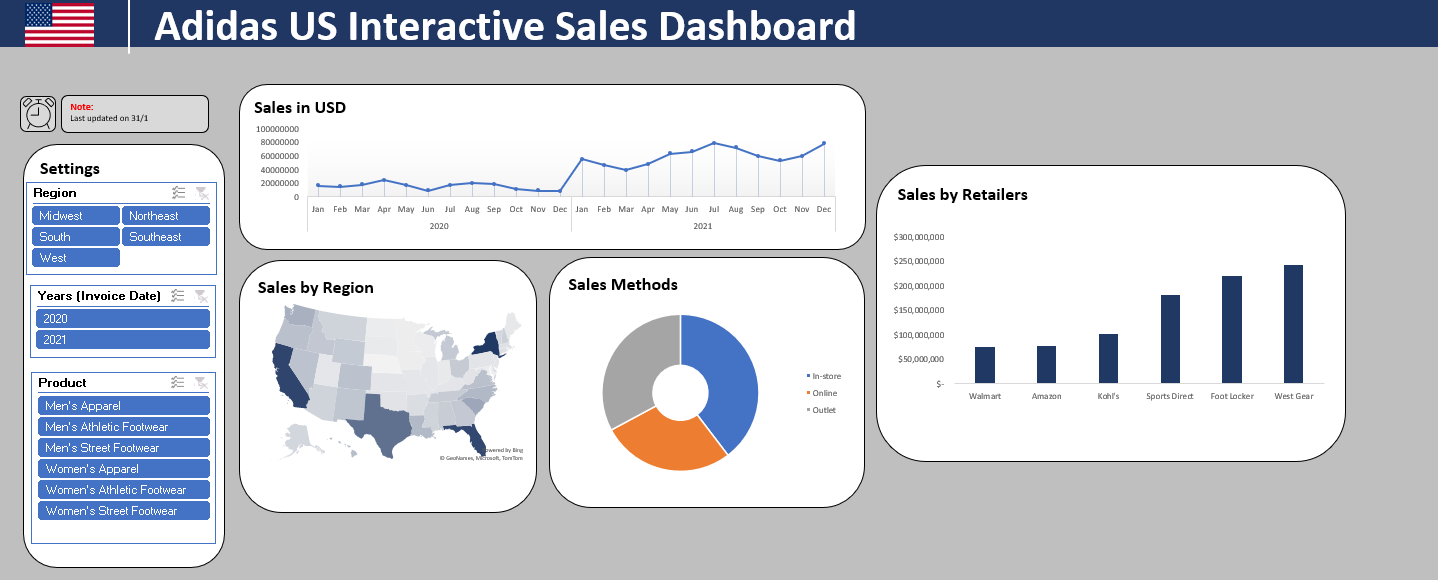 Adidas US Interactive Sales Dashboard
Note:
Last updated on 31/1
Settings
Region
Midwest
Northeast
South
Southeast
West
Years (Invoice Date)
2020
2021
Product
Men's Apparel
Men's Athletic Footwear
Men's Street Footwear
Women's Apparel
Women's Athletic Footwear
Women's Street Footwear
Sales in USD
100000000
80000000
60000000
40000000
20000000
0
Jan Feb Mar Apr May Jun Jul Aug Sep Oct Nov Dec Jan Feb Mar Apr May Jun Jul Aug Sep Oct Nov Dec
2020 2021
Sales by Region
Powered by Bing
© GeoNames, Microsoft, TomTom
Sales Methods
In-store
Online
Outlet
Sales by Retailers
$300,000,000
$250,000,000
$200,000,000
$150,000,000
$100,000,000
$50,000,000
$-
Walmart Amazon Kohl's Sports Direct Foot Locker West Gear